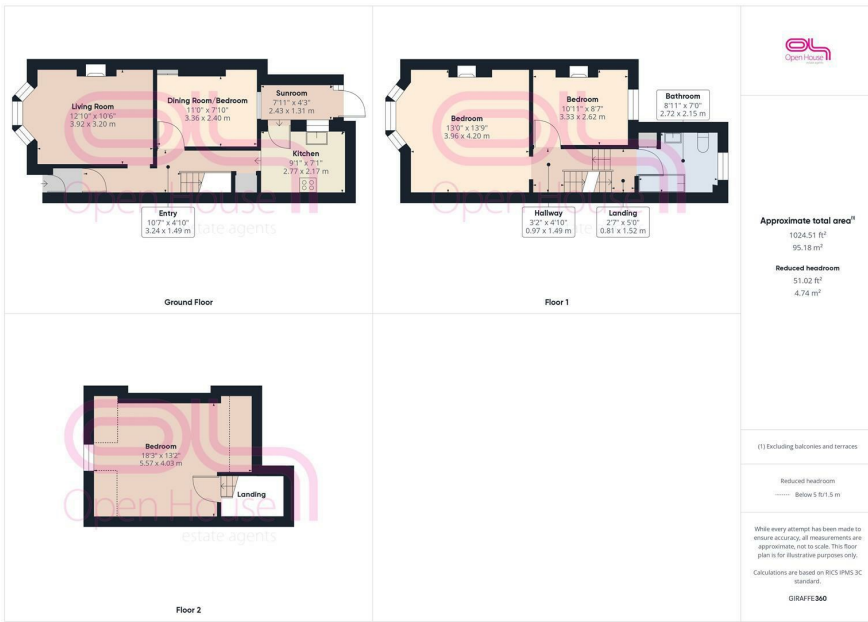 Living Room
12'10" x 10'6"
3.92 x 3.20 m
Dining Room/Bedroom
11'0" x 7'10"
3.36 x 2.40 m
Sunroom
7'11" x 4'3"
2.43 x 1.31 m
Kitchen
9'1" x 7'1"
2.77 x 2.17 m
Entry
10'7" x 4'10"
3.24 x 1.49 m
Open House
estate agents
Ground Floor
Bedroom
13'0" x 13'9"
3.96 x 4.20 m
Bedroom
10'11" x 8'7"
3.33 x 2.62 m
Bathroom
8'11" x 7'0"
2.72 x 2.15 m
Hallway
3'2" x 4'10"
0.97 x 1.49 m
Landing
2'7" x 5'0"
0.81 x 1.52 m
Open House
estate agents
Floor 1
Bedroom
18'3" x 13'2"
5.57 x 4.03 m
Landing
Open House
estate agents
Floor 2
Open House
Approximate total area(1)
1024.51 ft²
95.18 m²
Reduced headroom
51.02 ft²
4.74 m²
(1) Excluding balconies and terraces
Reduced headroom
Below 5 ft/1.5 m
While every attempt has been made to
ensure accuracy, all measurements are
approximate, not to scale. This floor
plan is for illustrative purposes only.
Calculations are based on RICS IPMS 3C
standard.
GIRAFFE360